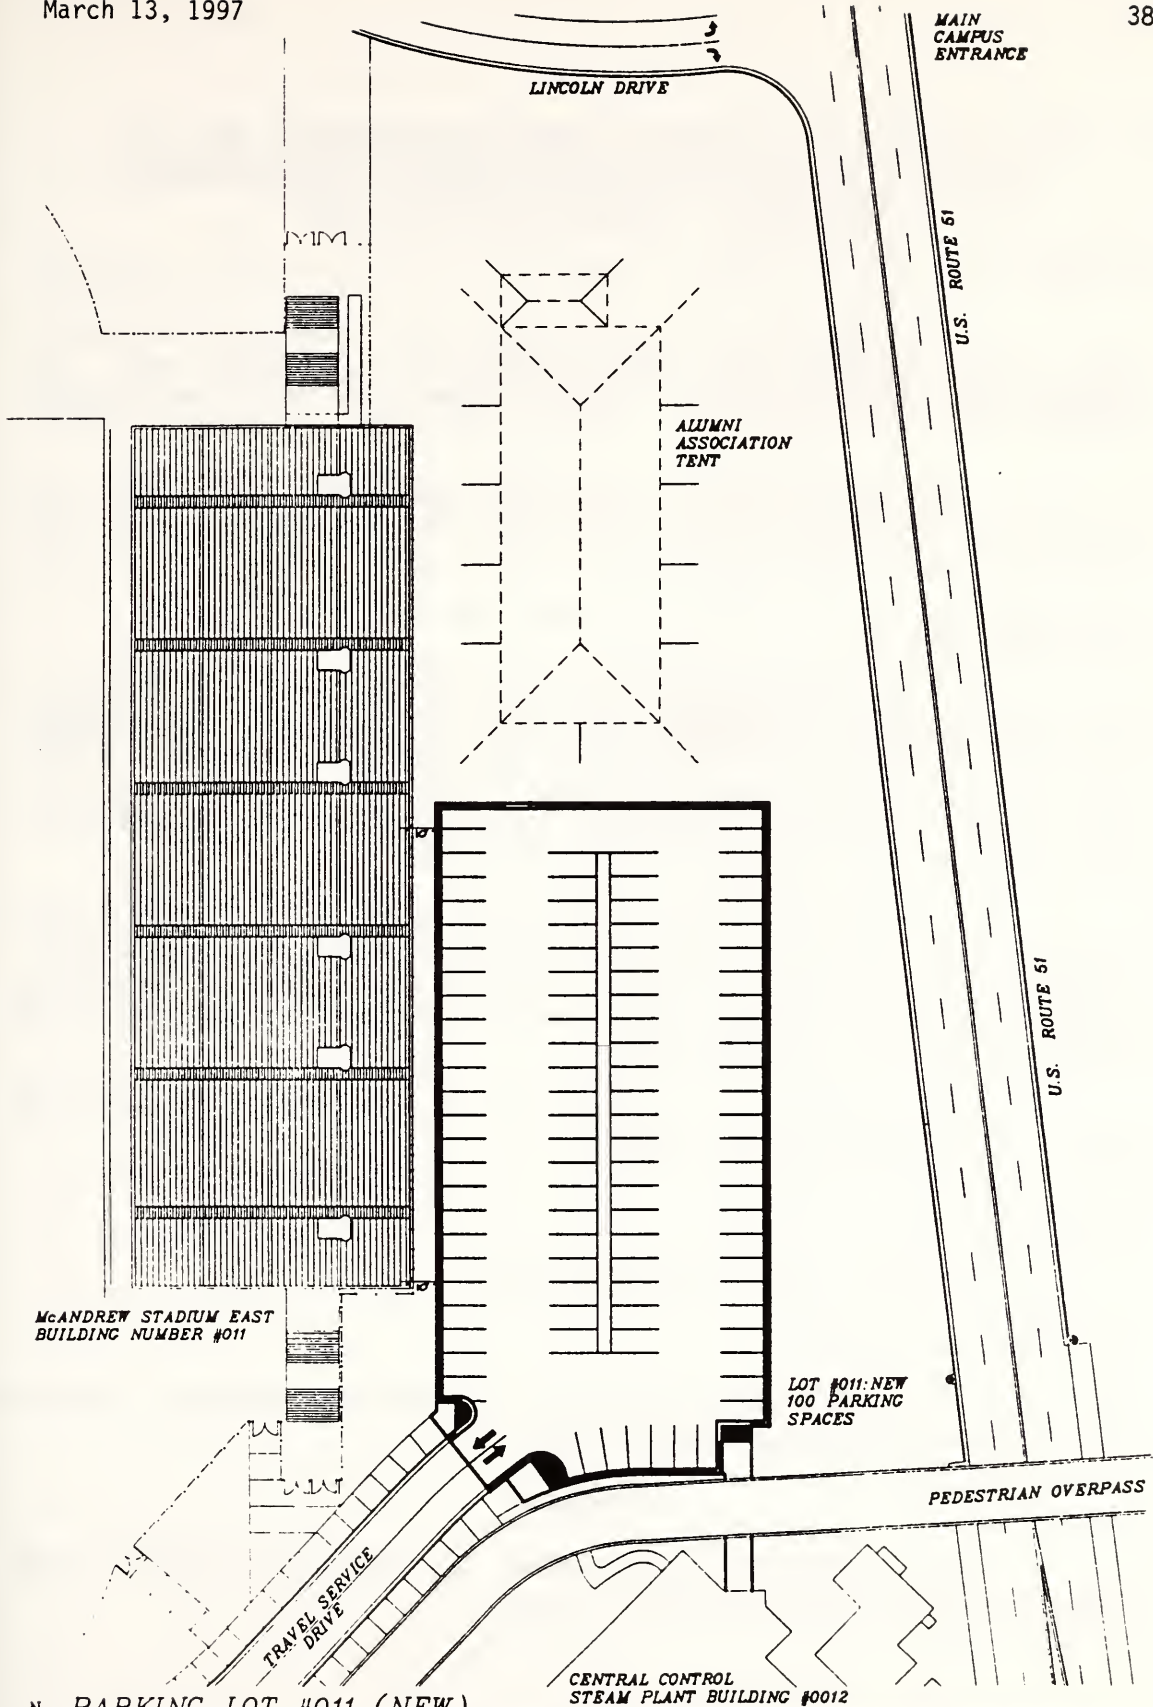 March 13, 1997
38
MAIN
CAMPUS
ENTRANCE
LINCOLN DRIVE
U.S. ROUTE 51
ALUMNI
ASSOCIATION
TENT
U.S. ROUTE 51
McANDREW STADIUM EAST
BUILDING NUMBER #011
LOT #011:NEW
100 PARKING
SPACES
PEDESTRIAN OVERPASS
TRAVEL SERVICE
DRIVE
CENTRAL CONTROL
STEAM PLANT BUILDING #0012
N PARKING LOT #011 (NEW)